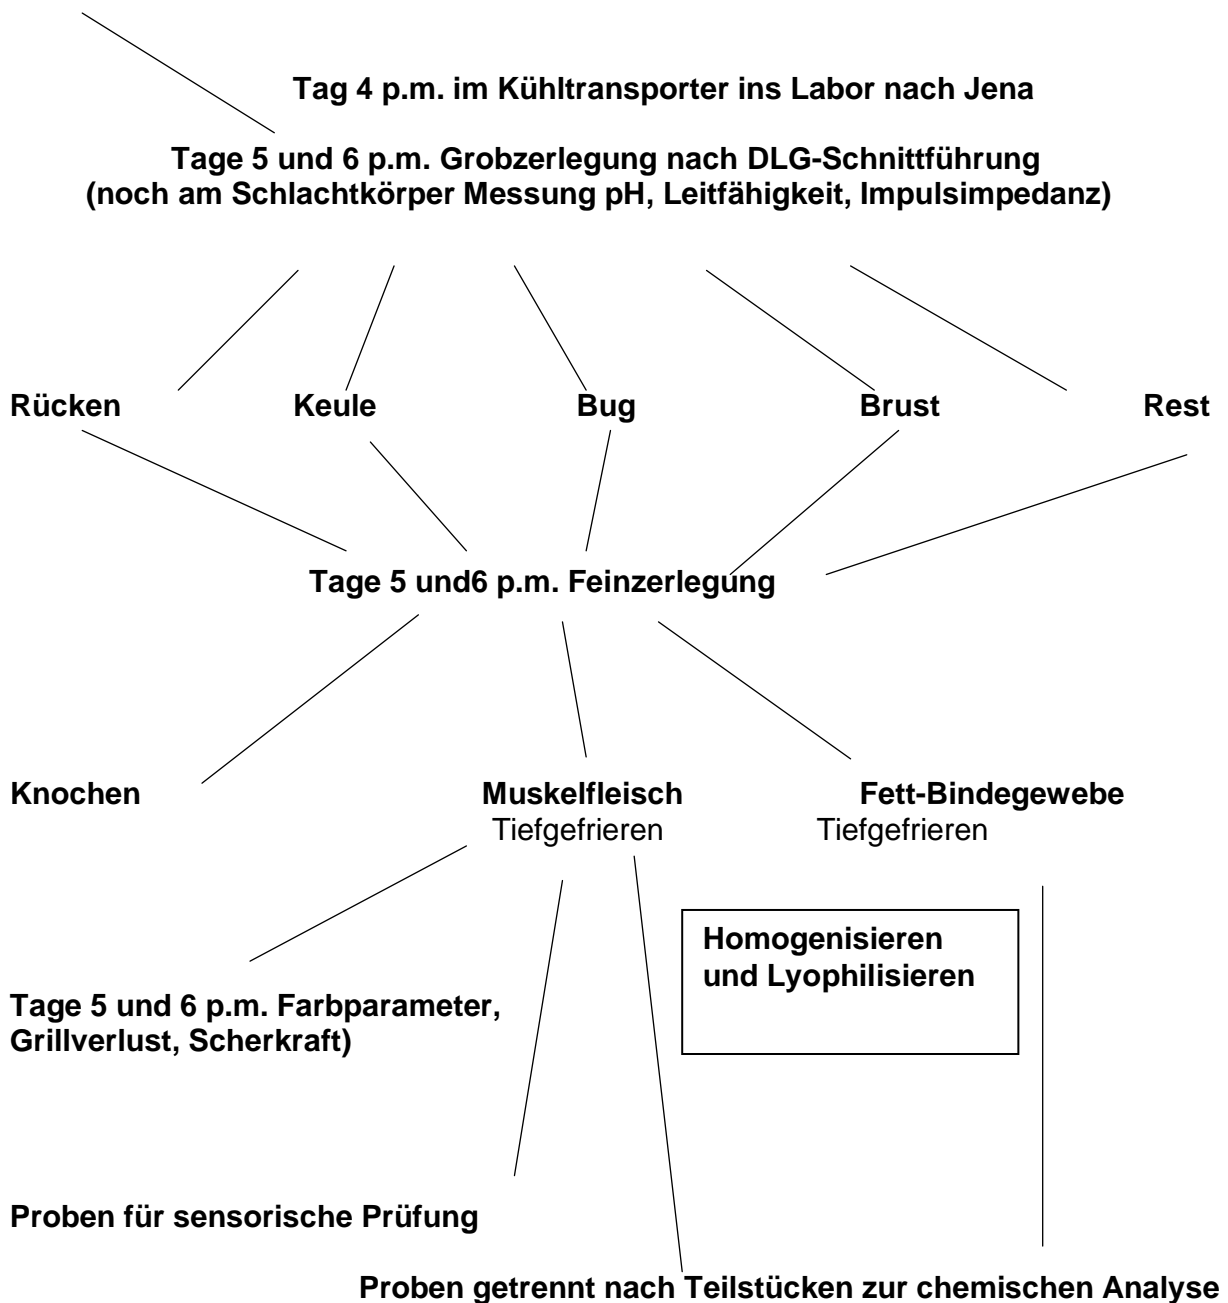 Tag 4 p.m. im Kühltransporter ins Labor nach Jena
Tage 5 und 6 p.m. Grobzerlegung nach DLG-Schnittführung
(noch am Schlachtkörper Messung pH, Leitfähigkeit, Impulsimpedanz)
Rücken Keule Bug Brust Rest
Tage 5 und6 p.m. Feinzerlegung
Knochen Muskelfleisch Fett-Bindegewebe
Tiefgefrieren Tiefgefrieren
Homogenisieren
und Lyophilisieren
Tage 5 und 6 p.m. Farbparameter,
Grillverlust, Scherkraft)
Proben für sensorische Prüfung
Proben getrennt nach Teilstücken zur chemischen Analyse